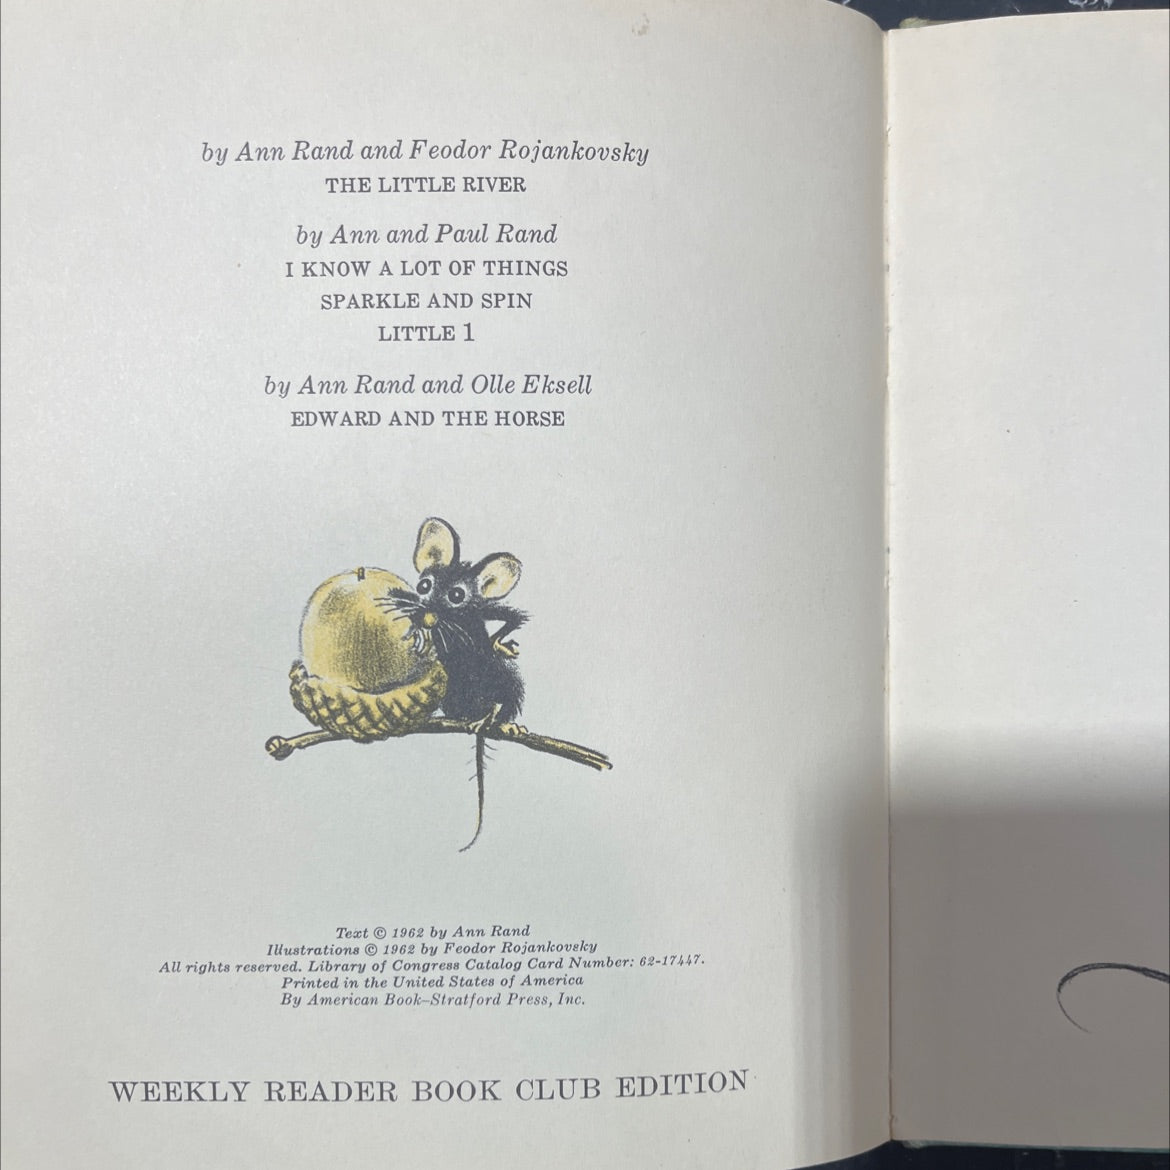 by Ann Rand and Feodor Rojankovsky
THE LITTLE RIVER
by Ann and Paul Rand
I KNOW A LOT OF THINGS
SPARKLE AND SPIN
LITTLE 1
by Ann Rand and Olle Eksell
EDWARD AND THE HORSE
Text © 1962 by Ann Rand
Illustrations © 1962 by Feodor Rojankovsky
All rights reserved. Library of Congress Catalog Card Number: 62-17447.
Printed in the United States of America
By American Book–Stratford Press, Inc.
WEEKLY READER BOOK CLUB EDITION